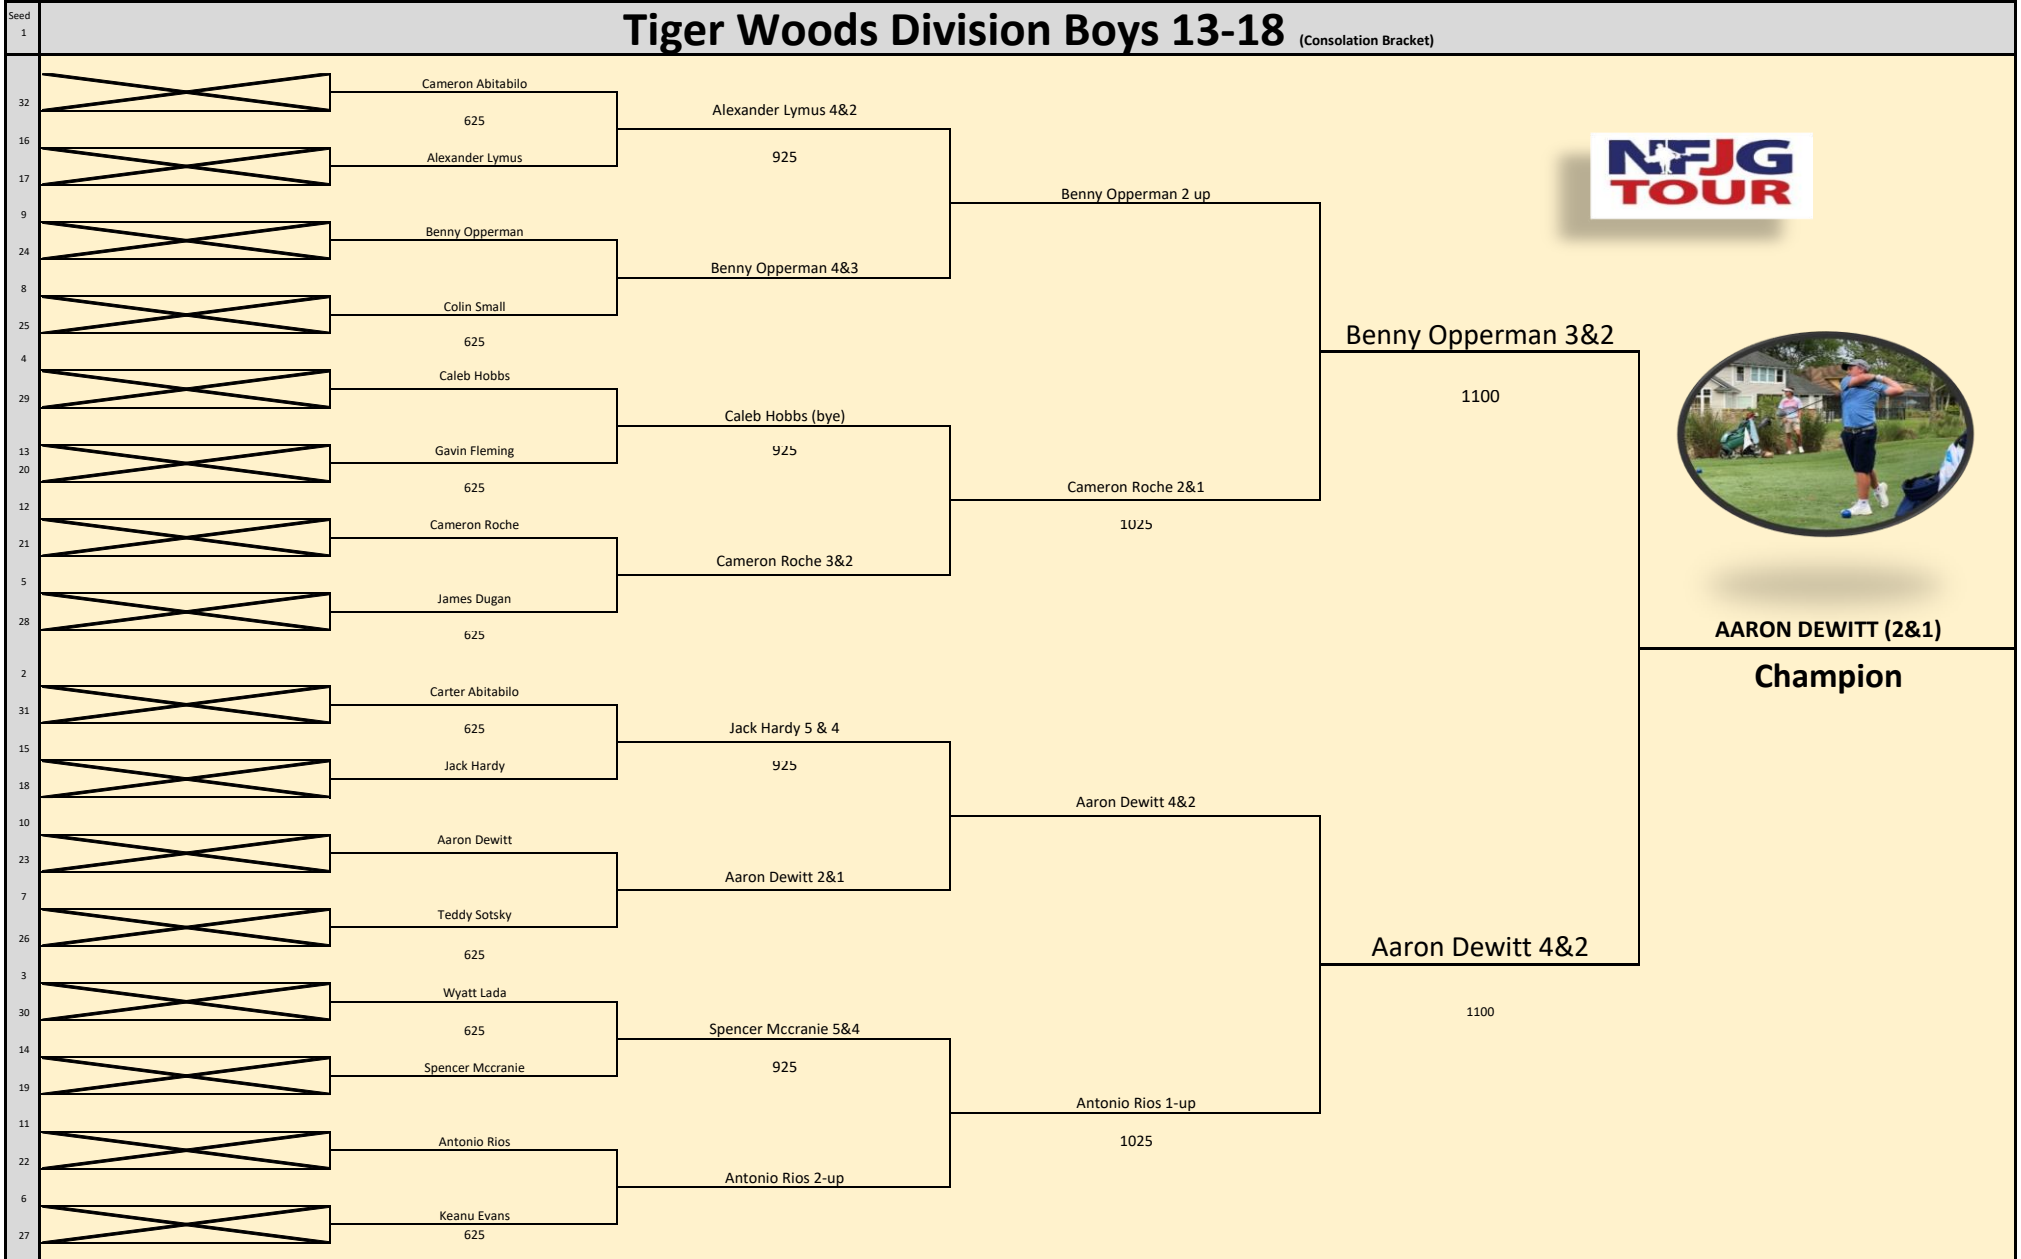 Seed
1
Tiger Woods Division Boys 13-18 (Consolation Bracket)
32
16
17
9
24
8
25
4
29
13
20
12
21
5
28
2
31
15
18
10
23
7
26
3
30
14
19
11
22
6
27
Cameron Abitabilo
625
Alexander Lymus
Benny Opperman
Colin Small
625
Caleb Hobbs
Gavin Fleming
625
Cameron Roche
James Dugan
625
Carter Abitabilo
625
Jack Hardy
Aaron Dewitt
Teddy Sotsky
625
Wyatt Lada
625
Spencer Mccranie
Antonio Rios
Keanu Evans
625
Alexander Lymus 4&2
925
Benny Opperman 4&3
Caleb Hobbs (bye)
925
Cameron Roche 3&2
Jack Hardy 5 & 4
925
Aaron Dewitt 2&1
Spencer Mccranie 5&4
925
Antonio Rios 2-up
Benny Opperman 2 up
Cameron Roche 2&1
1025
Aaron Dewitt 4&2
Antonio Rios 1-up
1025
Benny Opperman 3&2
1100
Aaron Dewitt 4&2
1100
NFJG
TOUR
AARON DEWITT (2&1)
Champion